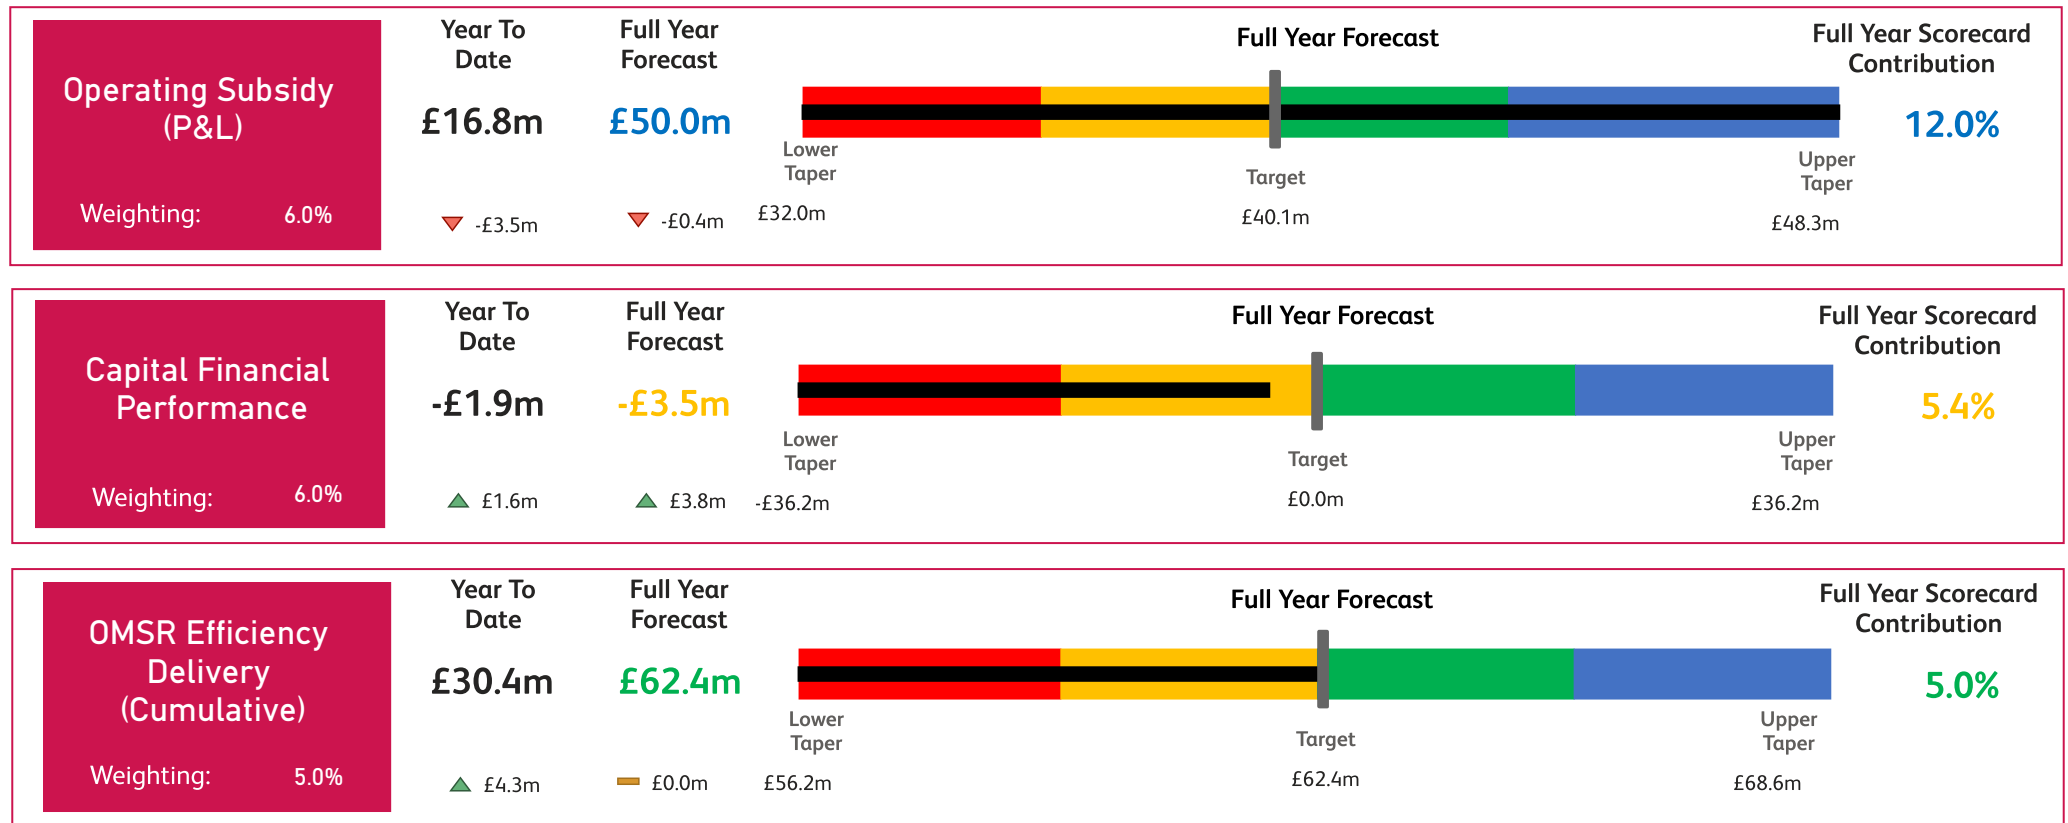 Operating Subsidy
(P&L)
Weighting: 6.0%
Year To
Date
£16.8m
-£3.5m
Full Year
Forecast
£50.0m
-£0.4m
Full Year Forecast
Lower
Taper
£32.0m
Target
£40.1m
Upper
Taper
£48.3m
Full Year Scorecard
Contribution
12.0%
Capital Financial
Performance
Weighting: 6.0%
Year To
Date
-£1.9m
£1.6m
Full Year
Forecast
-£3.5m
£3.8m
Full Year Forecast
Lower
Taper
-£36.2m
Target
£0.0m
Upper
Taper
£36.2m
Full Year Scorecard
Contribution
5.4%
OMSR Efficiency
Delivery
(Cumulative)
Weighting: 5.0%
Year To
Date
£30.4m
£4.3m
Full Year
Forecast
£62.4m
£0.0m
Full Year Forecast
Lower
Taper
£56.2m
Target
£62.4m
Upper
Taper
£68.6m
Full Year Scorecard
Contribution
5.0%